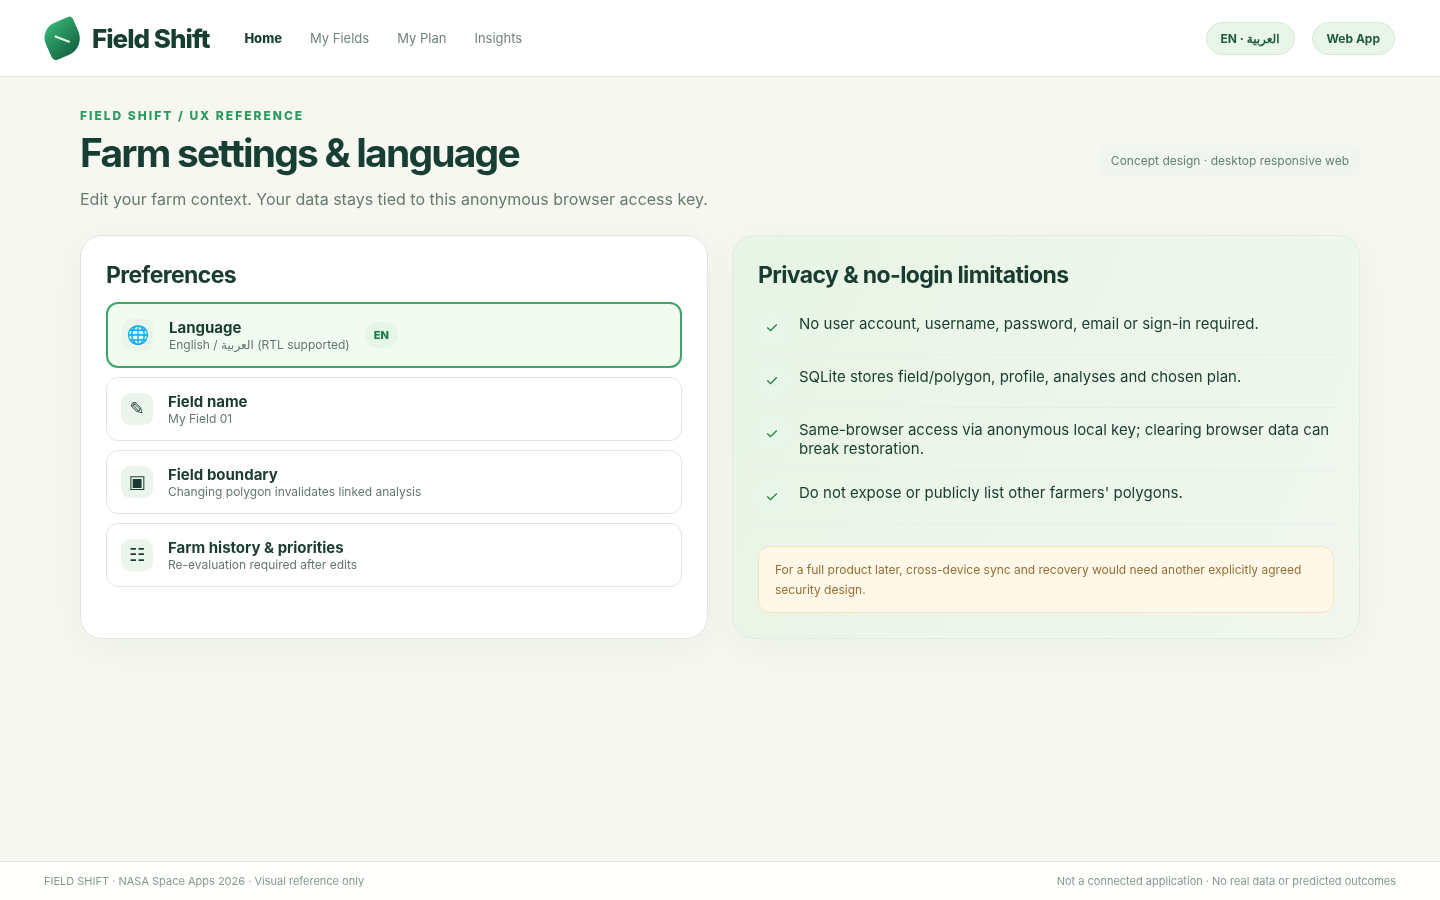 Field Shift
Home
My Fields
My Plan
Insights
EN · العربية
Web App
FIELD SHIFT / UX REFERENCE
Farm settings & language
Concept design · desktop responsive web
Edit your farm context. Your data stays tied to this anonymous browser access key.
Preferences
Language
English / العربية (RTL supported)
EN
Field name
My Field 01
Field boundary
Changing polygon invalidates linked analysis
Farm history & priorities
Re-evaluation required after edits
Privacy & no-login limitations
No user account, username, password, email or sign-in required.
SQLite stores field/polygon, profile, analyses and chosen plan.
Same-browser access via anonymous local key; clearing browser data can
break restoration.
Do not expose or publicly list other farmers' polygons.
For a full product later, cross-device sync and recovery would need another explicitly agreed
security design.
FIELD SHIFT · NASA Space Apps 2026 · Visual reference only
Not a connected application · No real data or predicted outcomes